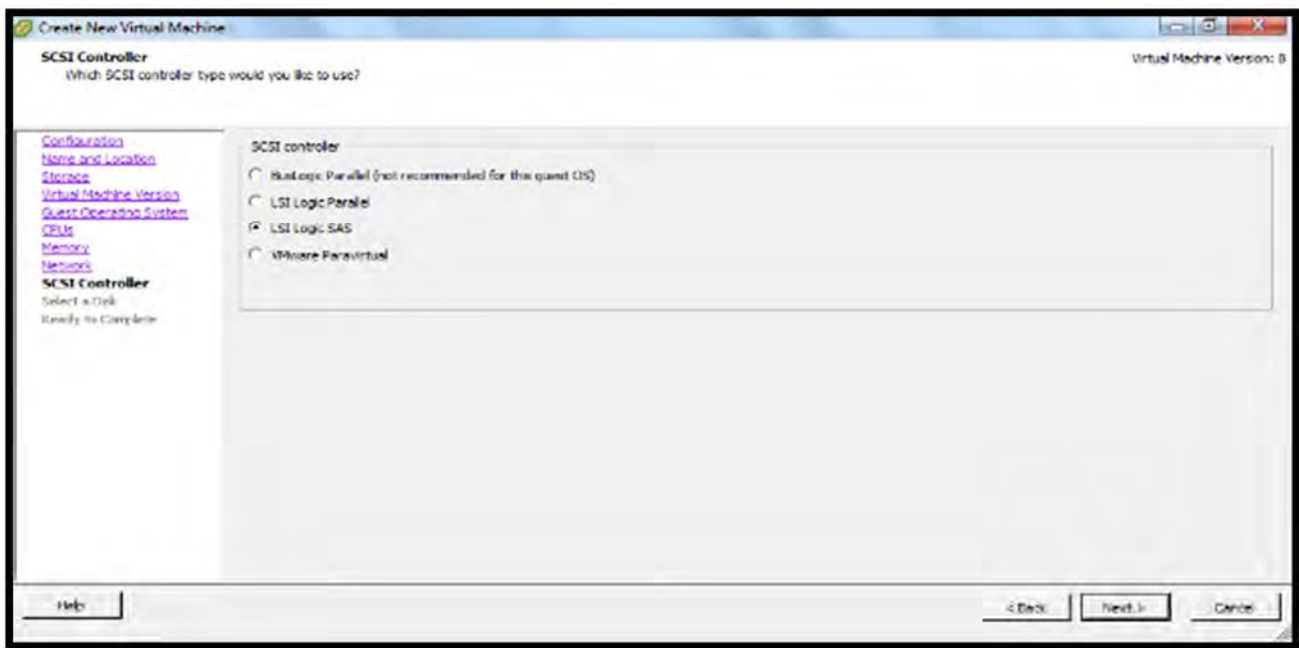 Create New Virtual Machine
SCSI Controller
Which SCSI controller type would you like to use?
Virtual Machine Version: 8
Configuration
Name and Location
Storage
Virtual Machine Version
Guest Operating System
CPUs
Memory
Network
SCSI Controller
Select a Disk
Ready to Complete
SCSI controller
BusLogic Parallel (not recommended for this guest OS)
LSI Logic Parallel
LSI Logic SAS
VMware Paravirtual
Help
< Back
Next >
Cancel